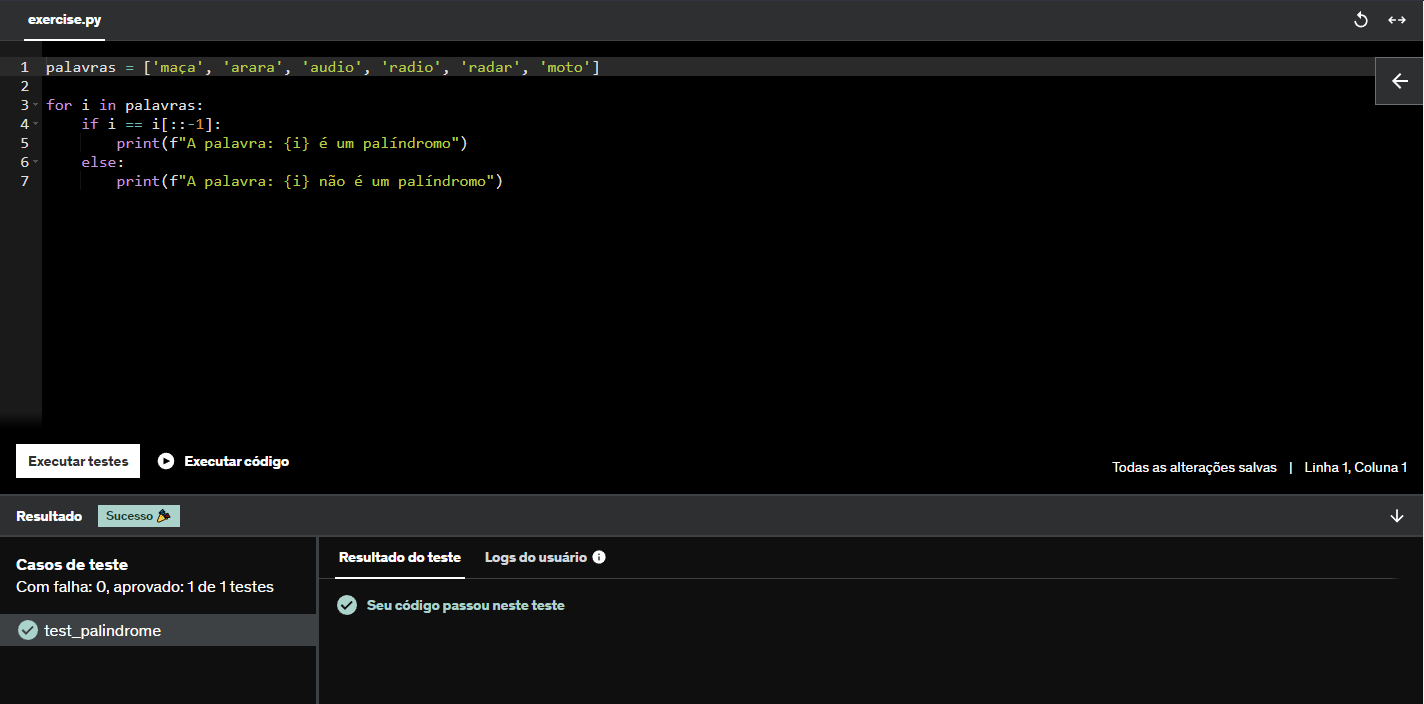 exercise.py
1 palavras = ['maça', 'arara', 'audio', 'radio', 'radar', 'moto']
2
3 for i in palavras:
4     if i == i[::-1]:
5         print(f"A palavra: {i} é um palíndromo")
6     else:
7         print(f"A palavra: {i} não é um palíndromo")
Executar testes Executar código
Todas as alterações salvas | Linha 1, Coluna 1
Resultado Sucesso 🎉
Casos de teste
Com falha: 0, aprovado: 1 de 1 testes
test_palindrome
Resultado do teste Logs do usuário
Seu código passou neste teste